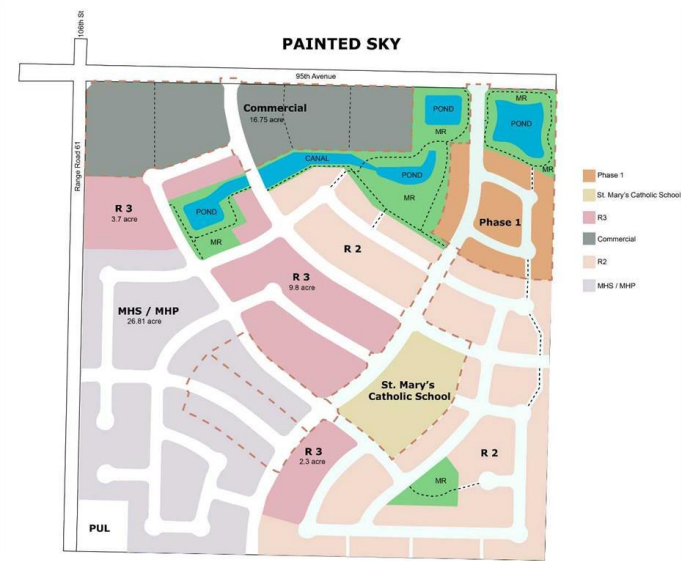 106th St
PAINTED SKY
95th Avenue
Range Road 61
Commercial
16.75 acre
POND
MR
MR
POND
MR
CANAL
POND
MR
R 3
3.7 acre
POND
MR
Phase 1
R 2
R 3
9.8 acre
MHS / MHP
26.81 acre
St. Mary's
Catholic School
R 3
2.3 acre
R 2
MR
PUL
Phase 1
St. Mary's Catholic School
R3
Commercial
R2
MHS / MHP